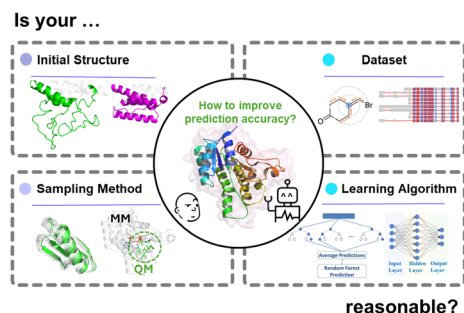 Is your ...
Initial Structure
Dataset
O
Br
How to improve
prediction accuracy?
Sampling Method
MM
QM
Learning Algorithm
Average Predictions
Random Forest
Prediction
Input
Layer
Hidden
Layer
Output
Layer
reasonable?